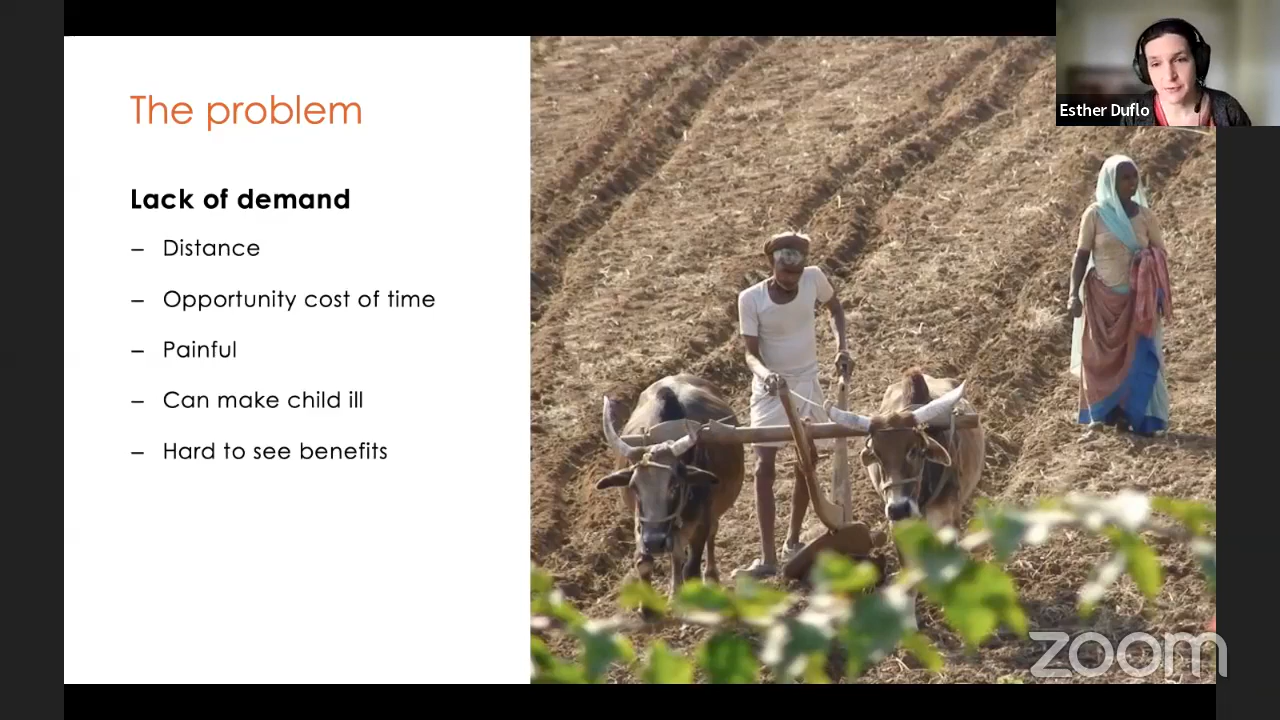 The problem
Lack of demand
– Distance
– Opportunity cost of time
– Painful
– Can make child ill
– Hard to see benefits
Esther Duflo
zoom